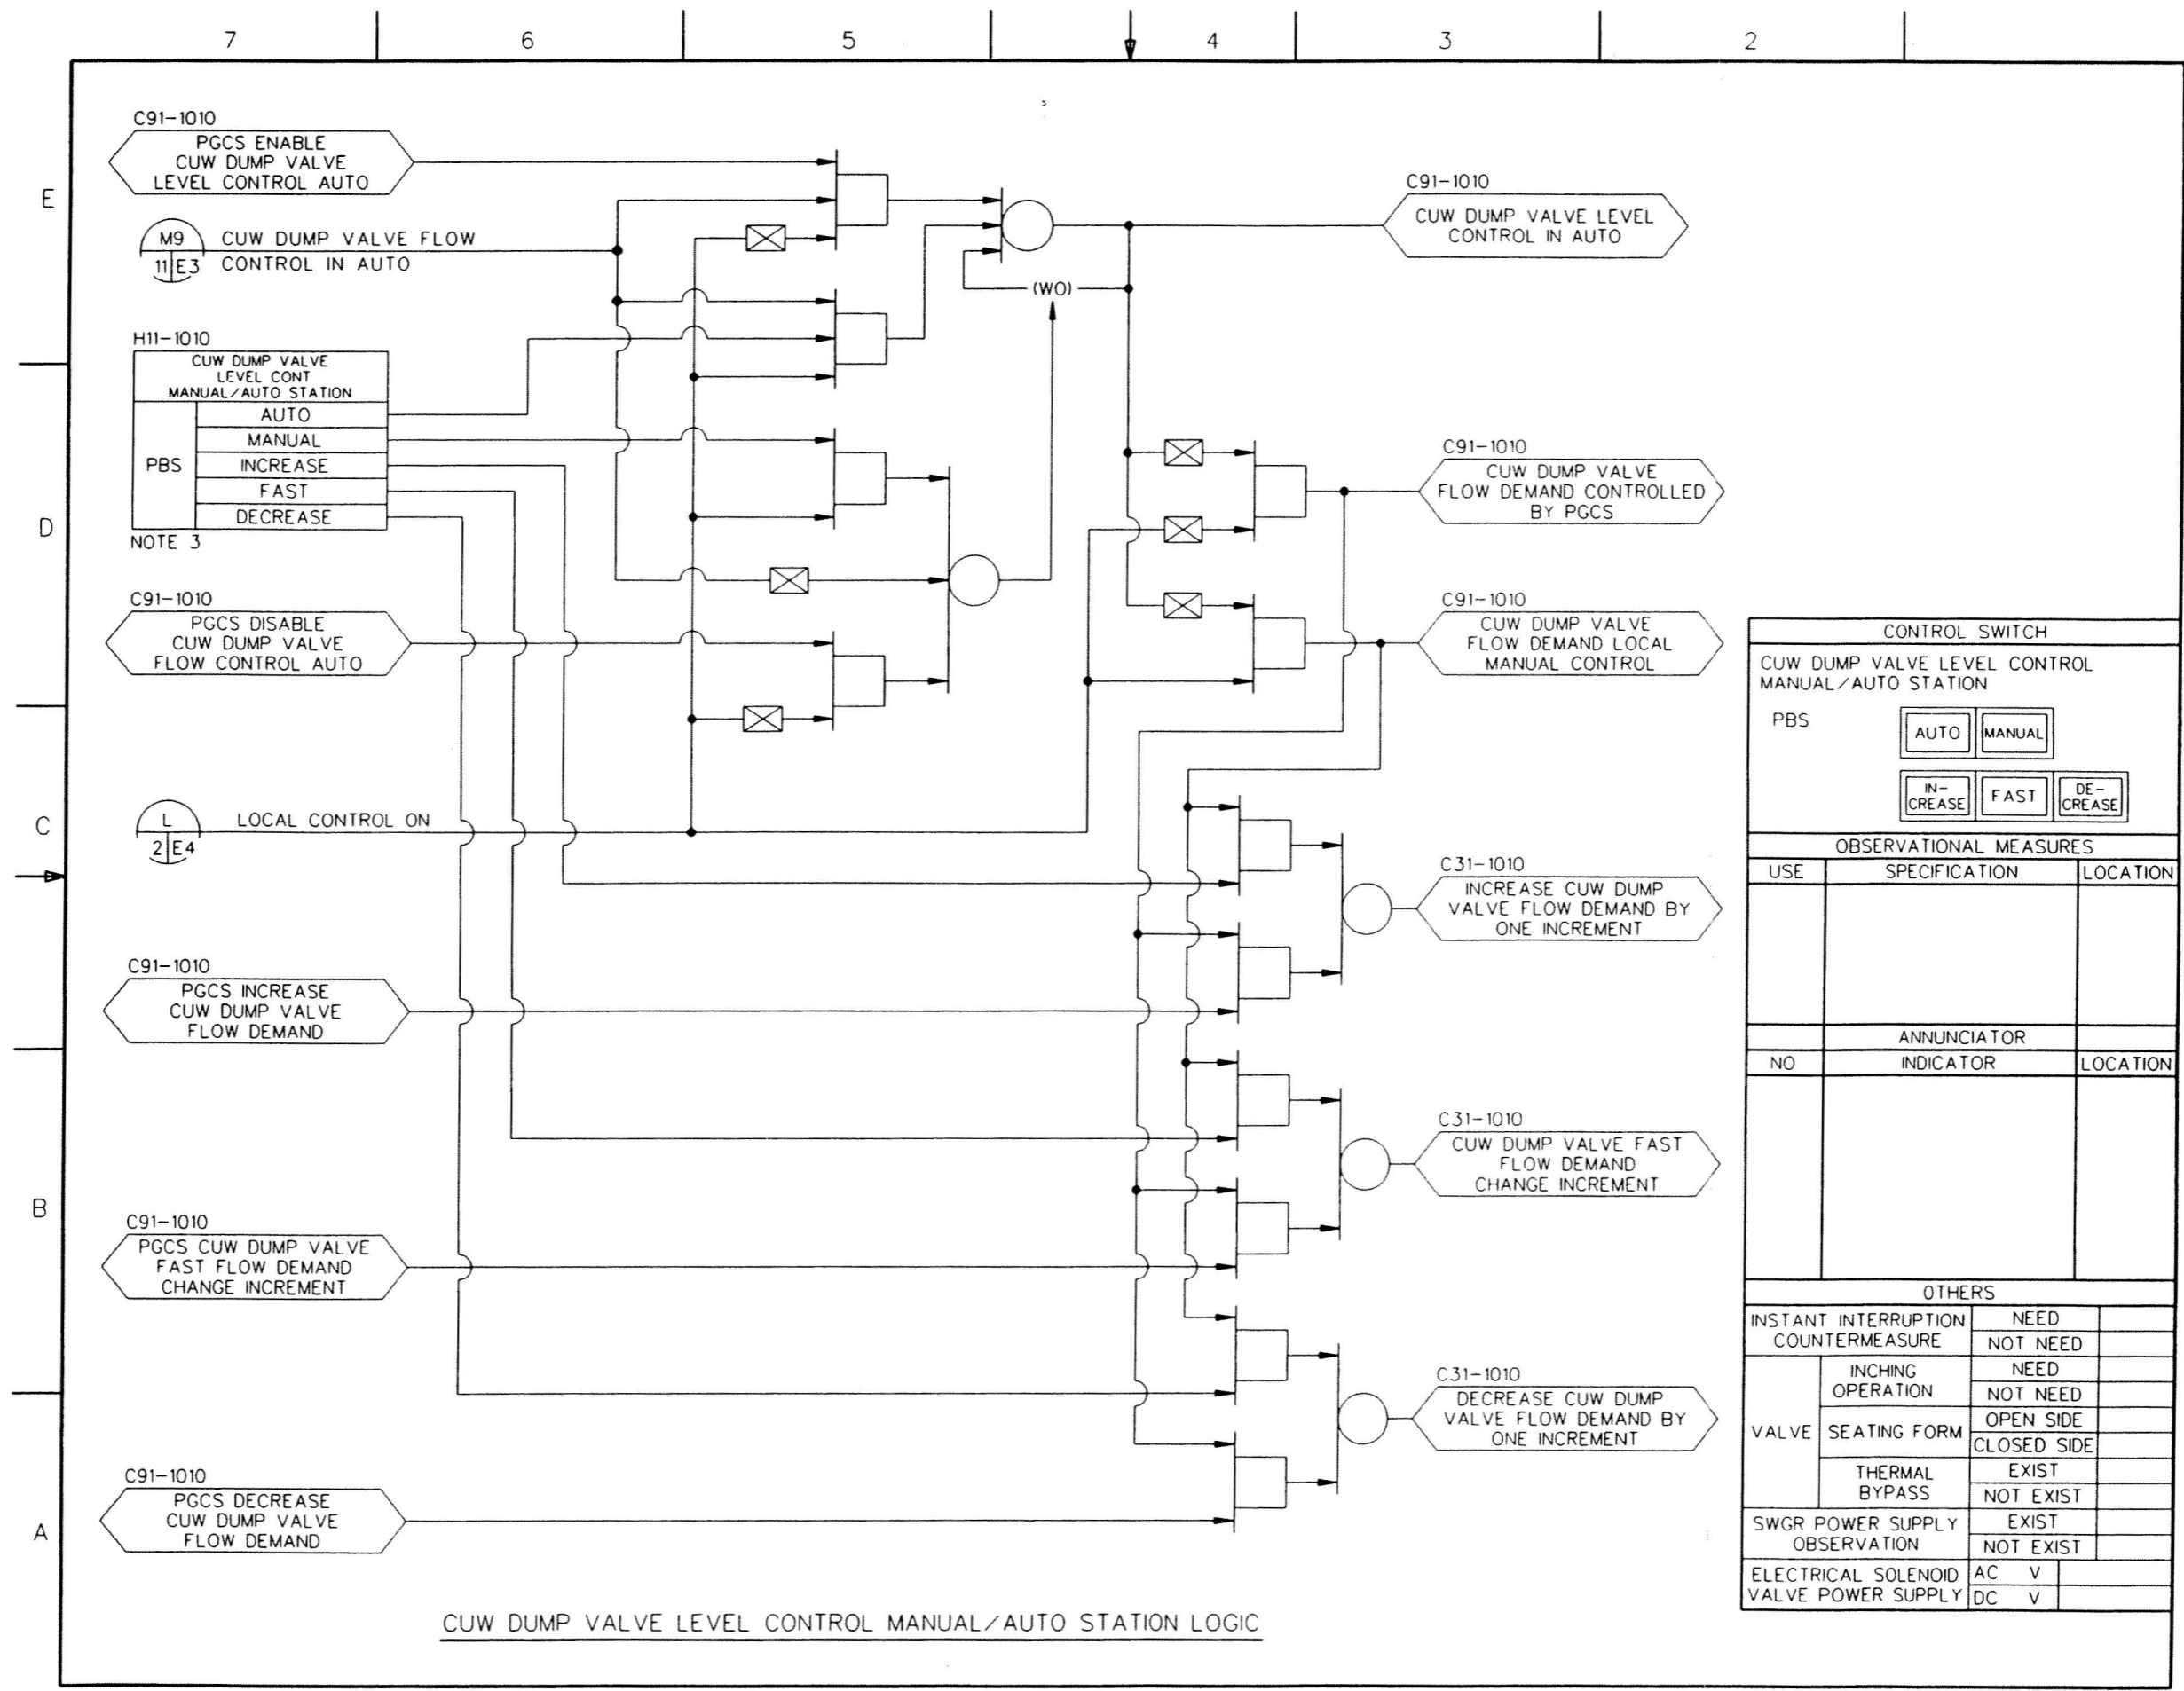 7 6 5 4 3 2
E
D
C
B
A
C91-1010
PGCS ENABLE
CUW DUMP VALVE
LEVEL CONTROL AUTO
M9
11 E3
CUW DUMP VALVE FLOW
CONTROL IN AUTO
H11-1010
CUW DUMP VALVE
LEVEL CONT
MANUAL/AUTO STATION
PBS
AUTO
MANUAL
INCREASE
FAST
DECREASE
NOTE 3
C91-1010
PGCS DISABLE
CUW DUMP VALVE
FLOW CONTROL AUTO
L
2 E4
LOCAL CONTROL ON
C91-1010
PGCS INCREASE
CUW DUMP VALVE
FLOW DEMAND
C91-1010
PGCS CUW DUMP VALVE
FAST FLOW DEMAND
CHANGE INCREMENT
C91-1010
PGCS DECREASE
CUW DUMP VALVE
FLOW DEMAND
(WO)
C91-1010
CUW DUMP VALVE LEVEL
CONTROL IN AUTO
C91-1010
CUW DUMP VALVE
FLOW DEMAND CONTROLLED
BY PGCS
C91-1010
CUW DUMP VALVE
FLOW DEMAND LOCAL
MANUAL CONTROL
C31-1010
INCREASE CUW DUMP
VALVE FLOW DEMAND BY
ONE INCREMENT
C31-1010
CUW DUMP VALVE FAST
FLOW DEMAND
CHANGE INCREMENT
C31-1010
DECREASE CUW DUMP
VALVE FLOW DEMAND BY
ONE INCREMENT
CONTROL SWITCH
CUW DUMP VALVE LEVEL CONTROL
MANUAL/AUTO STATION
PBS
AUTO MANUAL
IN-
CREASE
FAST
DE-
CREASE
OBSERVATIONAL MEASURES
USE SPECIFICATION LOCATION
ANNUNCIATOR
NO INDICATOR LOCATION
OTHERS
INSTANT INTERRUPTION
COUNTERMEASURE
NEED
NOT NEED
VALVE
INCHING
OPERATION
NEED
NOT NEED
SEATING FORM
OPEN SIDE
CLOSED SIDE
THERMAL
BYPASS
EXIST
NOT EXIST
SWGR POWER SUPPLY
OBSERVATION
EXIST
NOT EXIST
ELECTRICAL SOLENOID
VALVE POWER SUPPLY
AC V
DC V
CUW DUMP VALVE LEVEL CONTROL MANUAL/AUTO STATION LOGIC